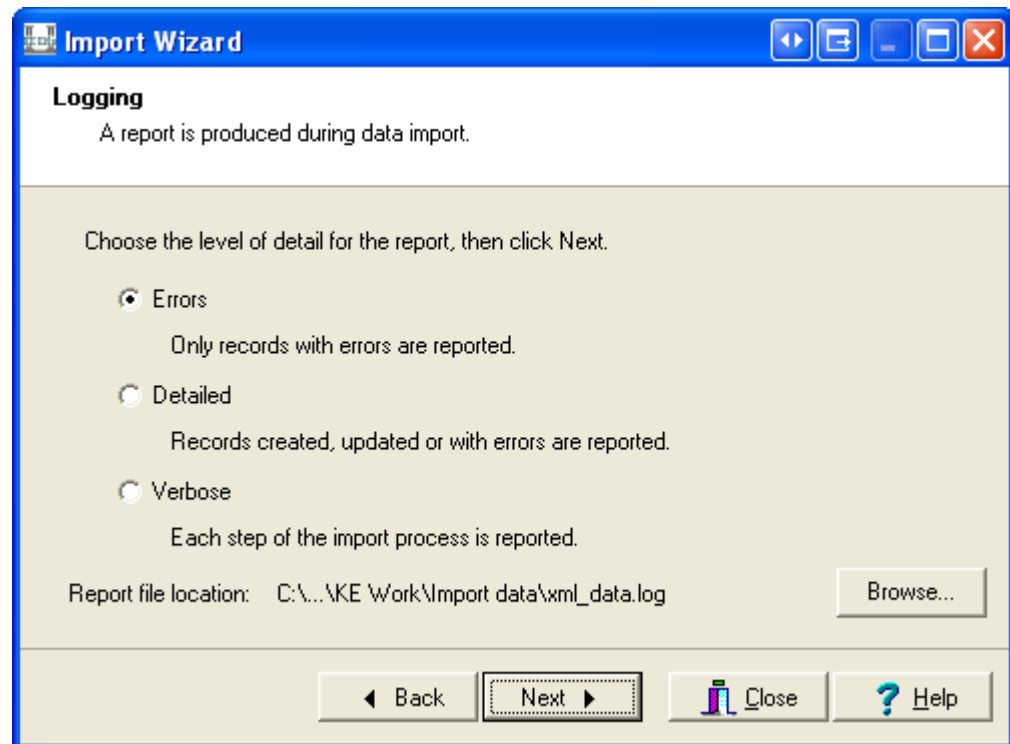 Import Wizard
Logging
A report is produced during data import.
Choose the level of detail for the report, then click Next.
Errors
Only records with errors are reported.
Detailed
Records created, updated or with errors are reported.
Verbose
Each step of the import process is reported.
Report file location: C:\...\KE Work\Import data\xml_data.log Browse...
Back Next Close Help